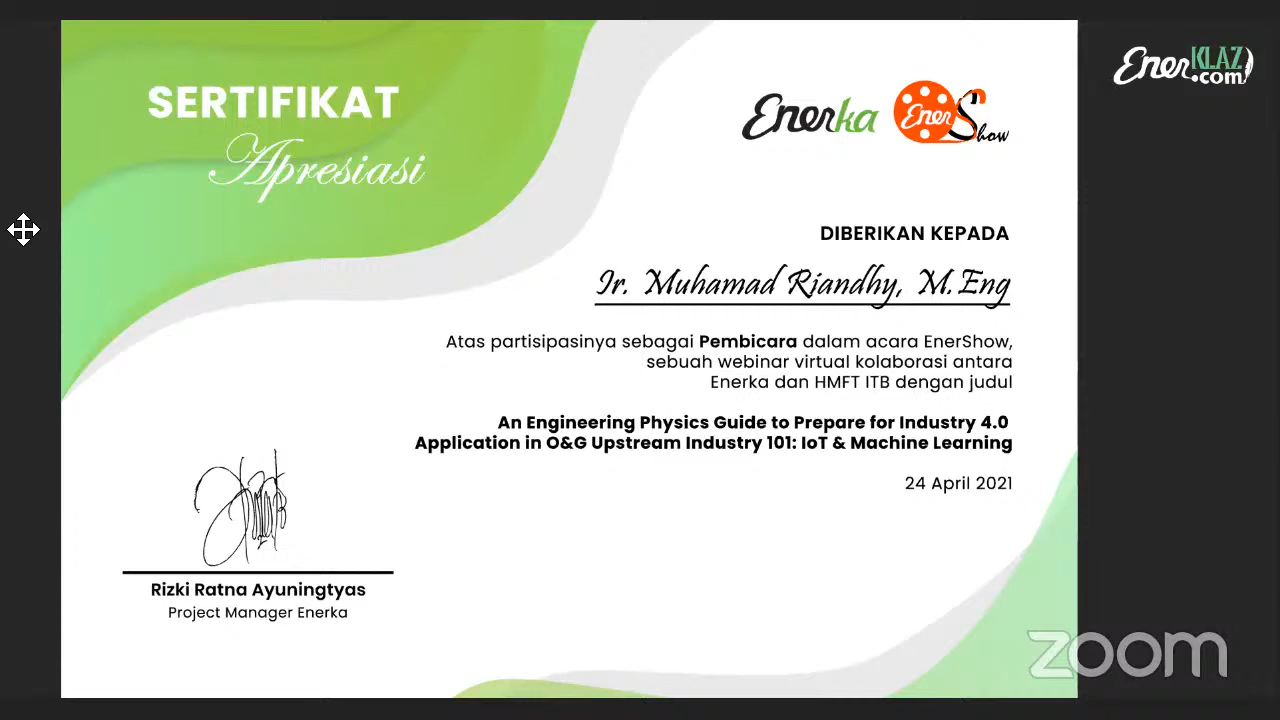 SERTIFIKAT
Apresiasi
Enerka
Ener Show
EnerKLAZ
.com
DIBERIKAN KEPADA
Ir. Muhamad Riandhy, M.Eng
Atas partisipasinya sebagai Pembicara dalam acara EnerShow,
sebuah webinar virtual kolaborasi antara
Enerka dan HMFT ITB dengan judul
An Engineering Physics Guide to Prepare for Industry 4.0
Application in O&G Upstream Industry 101: IoT & Machine Learning
24 April 2021
Rizki Ratna Ayuningtyas
Project Manager Enerka
zoom